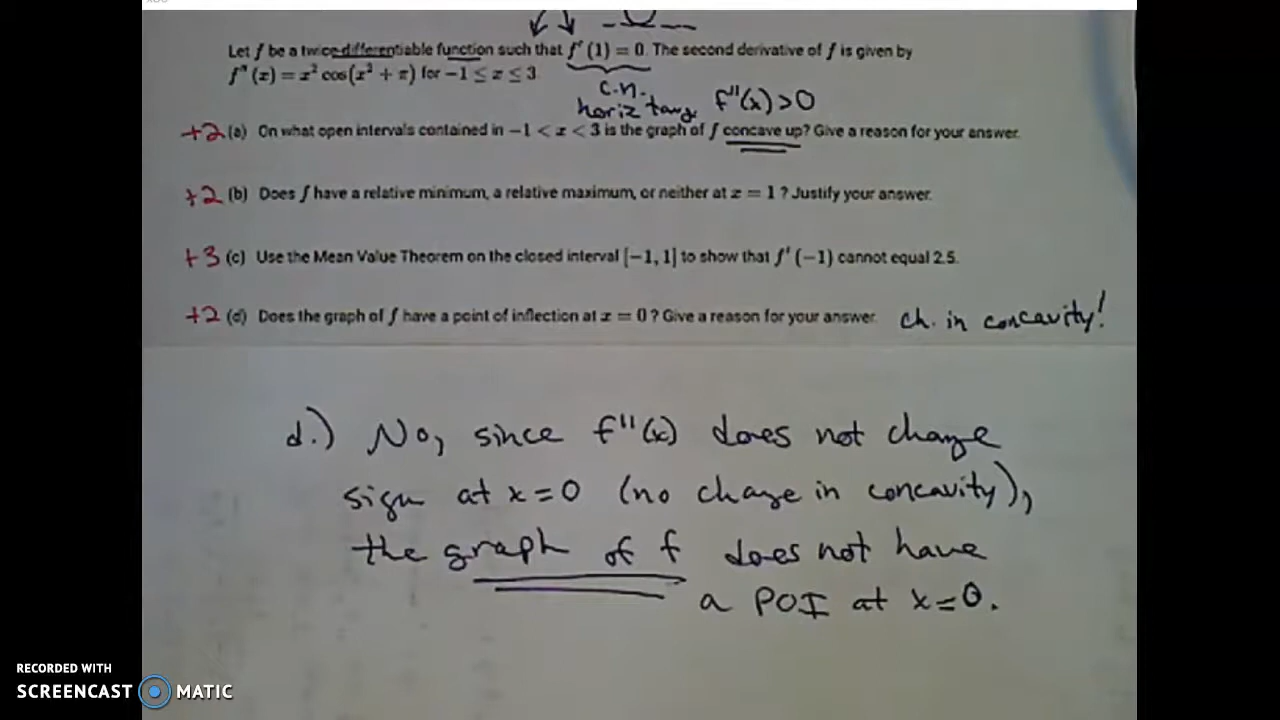 Let f be a twice-differentiable function such that f' (1) = 0. The second derivative of f is given by
f'' (x) = x² cos(x² + π) for −1 ≤ x ≤ 3
c.n.
horiz tang f"(x) > 0
+2 (a) On what open intervals contained in −1 < x < 3 is the graph of f concave up? Give a reason for your answer.
+2 (b) Does f have a relative minimum, a relative maximum, or neither at x = 1 ? Justify your answer.
+3 (c) Use the Mean Value Theorem on the closed interval [−1, 1] to show that f' (−1) cannot equal 2.5.
+2 (d) Does the graph of f have a point of inflection at x = 0 ? Give a reason for your answer. ch. in concavity!
d.) No, since f"(x) does not change
sign at x=0 (no change in concavity),
the graph of f does not have
a POI at x=0.
RECORDED WITH
SCREENCAST MATIC